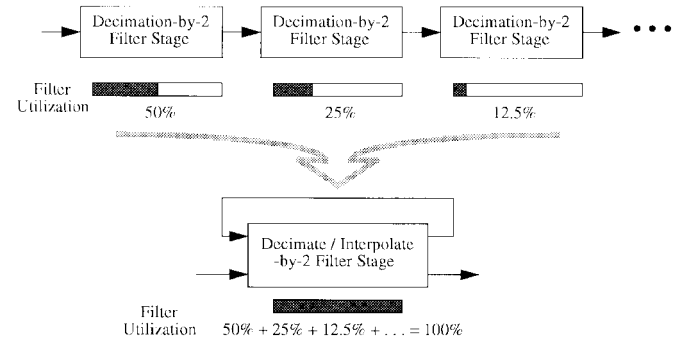 Decimation-by-2
Filter Stage
Decimation-by-2
Filter Stage
Decimation-by-2
Filter Stage
Filter
Utilization
50%
25%
12.5%
Decimate / Interpolate
-by-2 Filter Stage
Filter
Utilization
50% + 25% + 12.5% + . . . = 100%